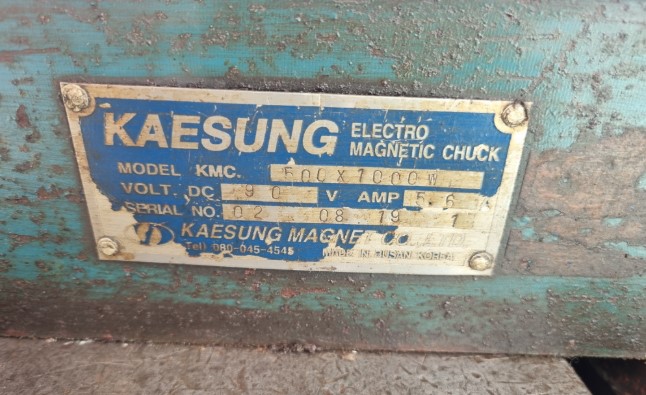 KAESUNG ELECTRO MAGNETIC CHUCK
MODEL KMC. 500X1000W
VOLT. DC 90 V AMP 5.6
SERIAL NO. 02 08 19 1
KAESUNG MAGNET CO., LTD.
Tel) 080-045-4545 MADE IN BUSAN KOREA